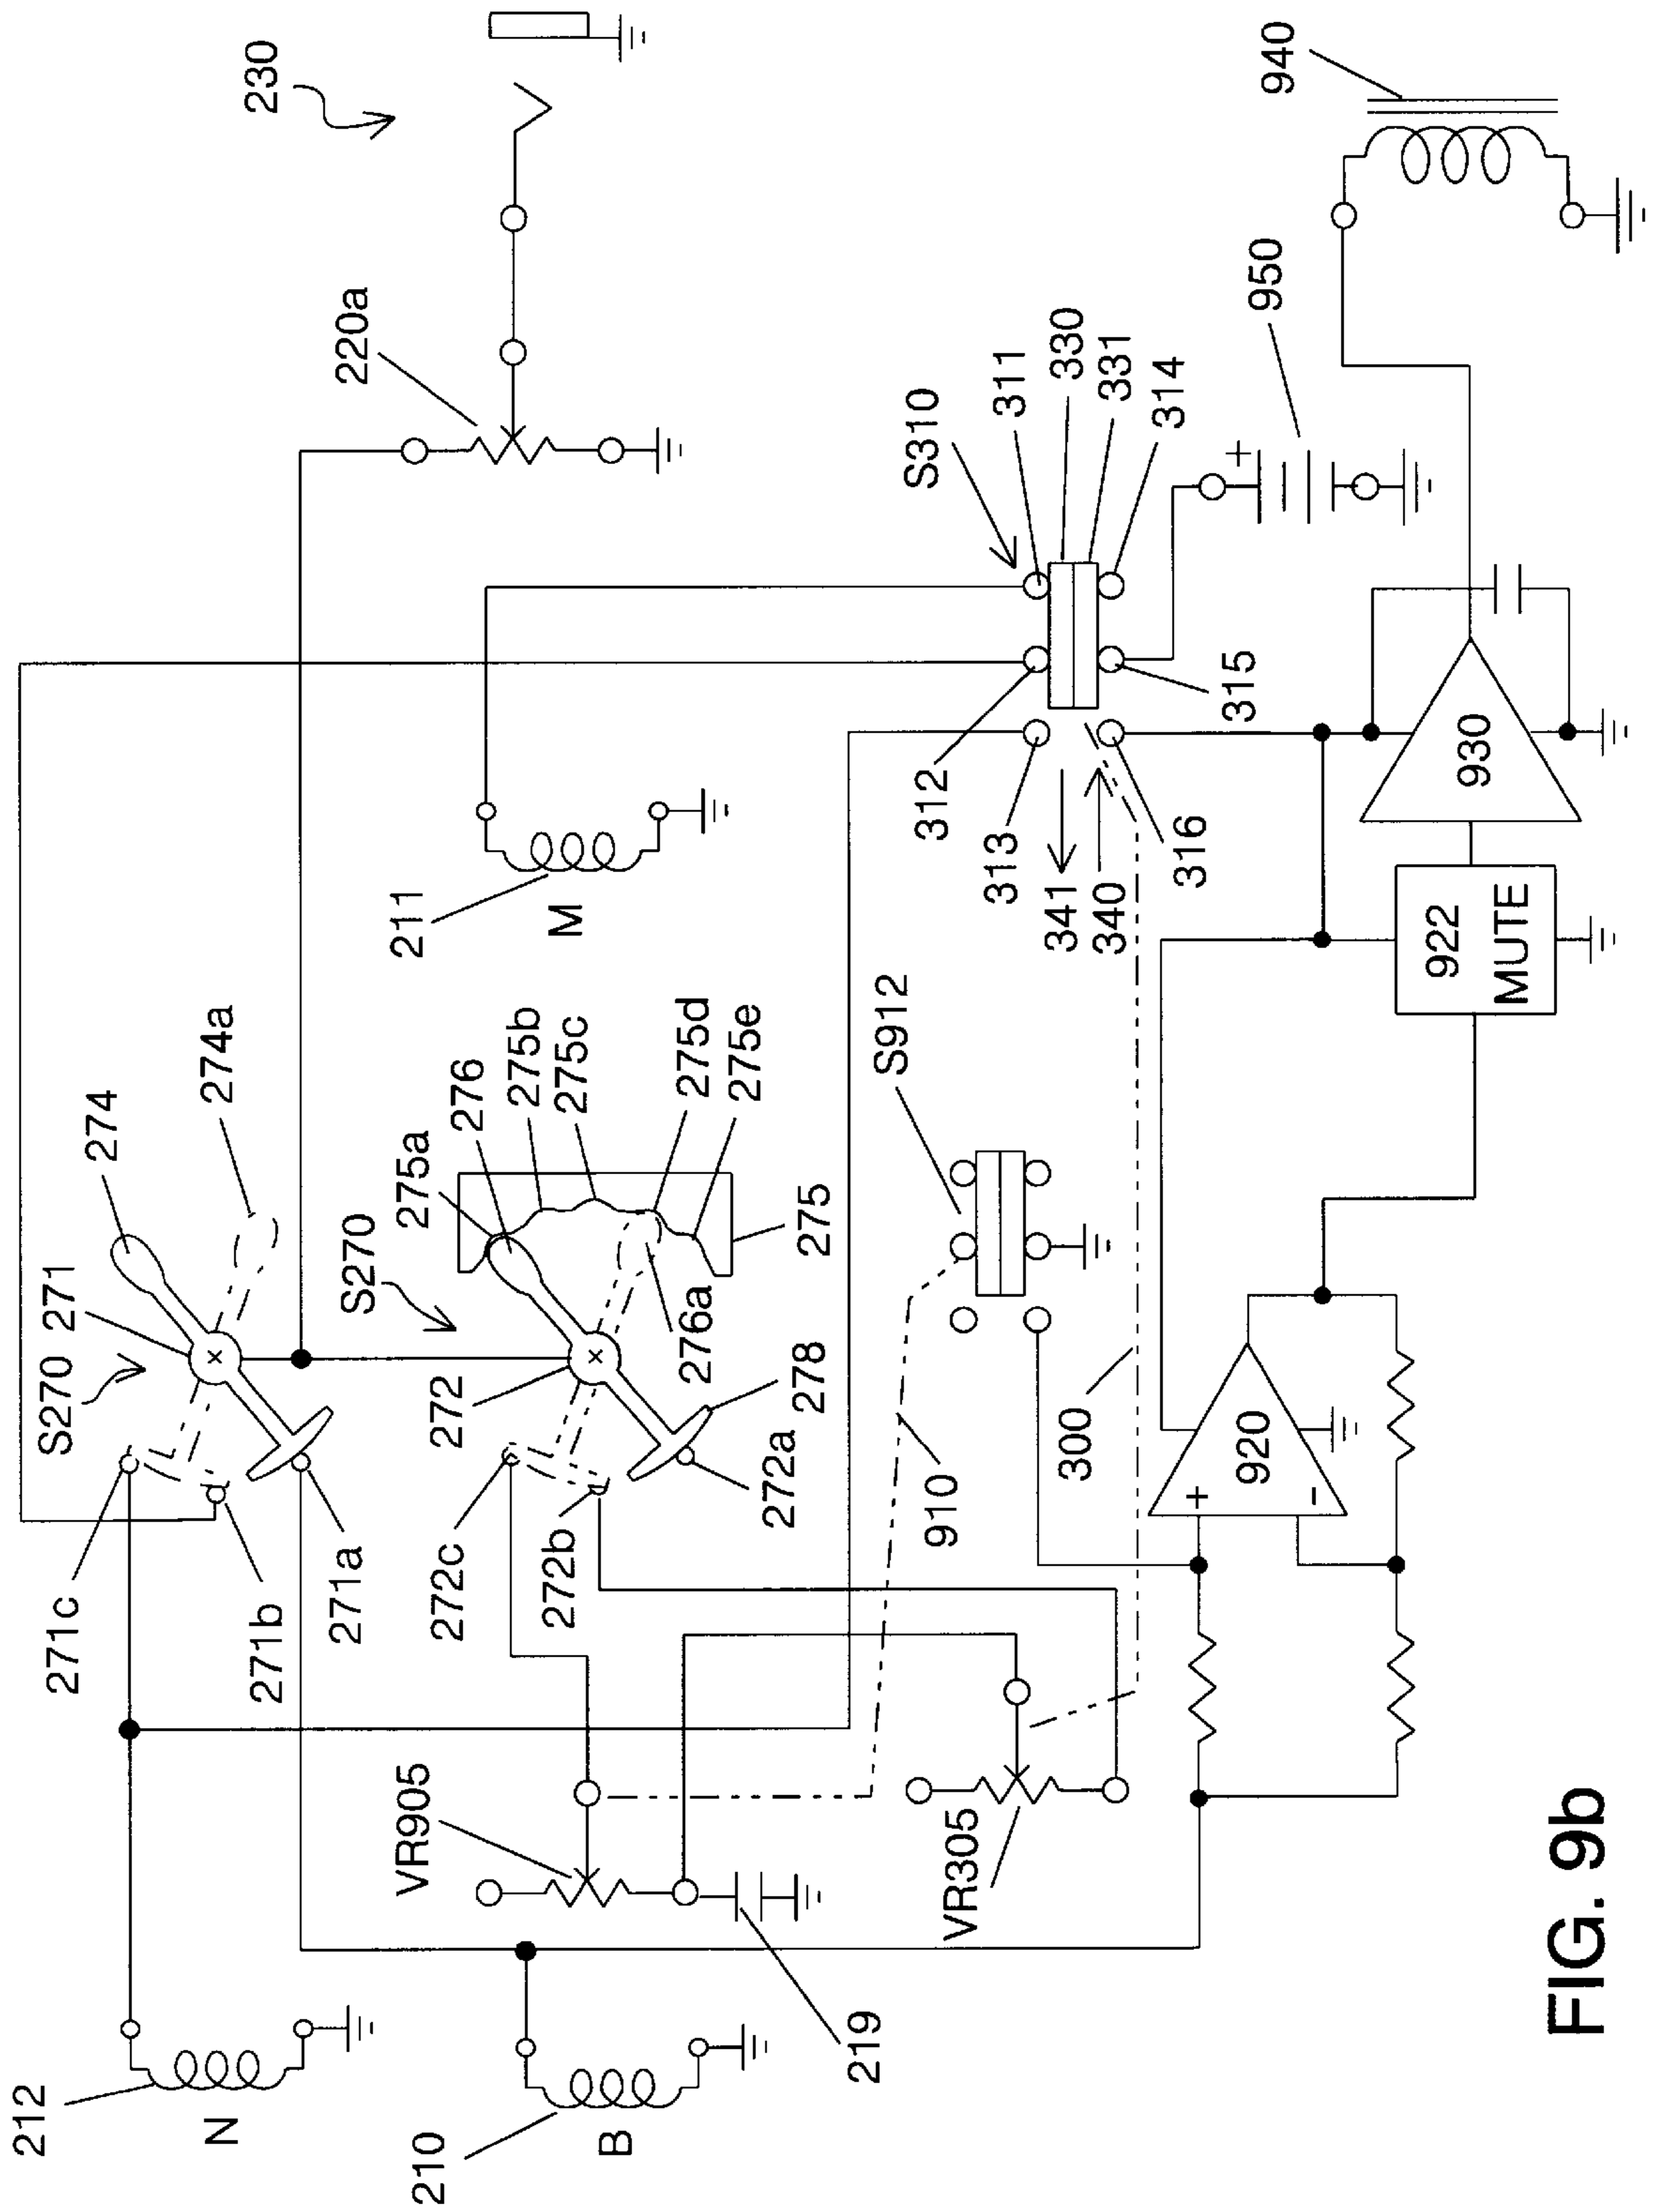 230
940
220a
950
S310
311
330
331
314
312
313
315
316
341
340
211
M
930
922
MUTE
274
274a
276
275a
275b
275c
275d
275e
275
S912
S270
271
S270
276a
272
278
272a
300
910
920
+
−
+
271c
271b
271a
272c
272b
VR905
VR305
219
212
N
210
B
FIG. 9b